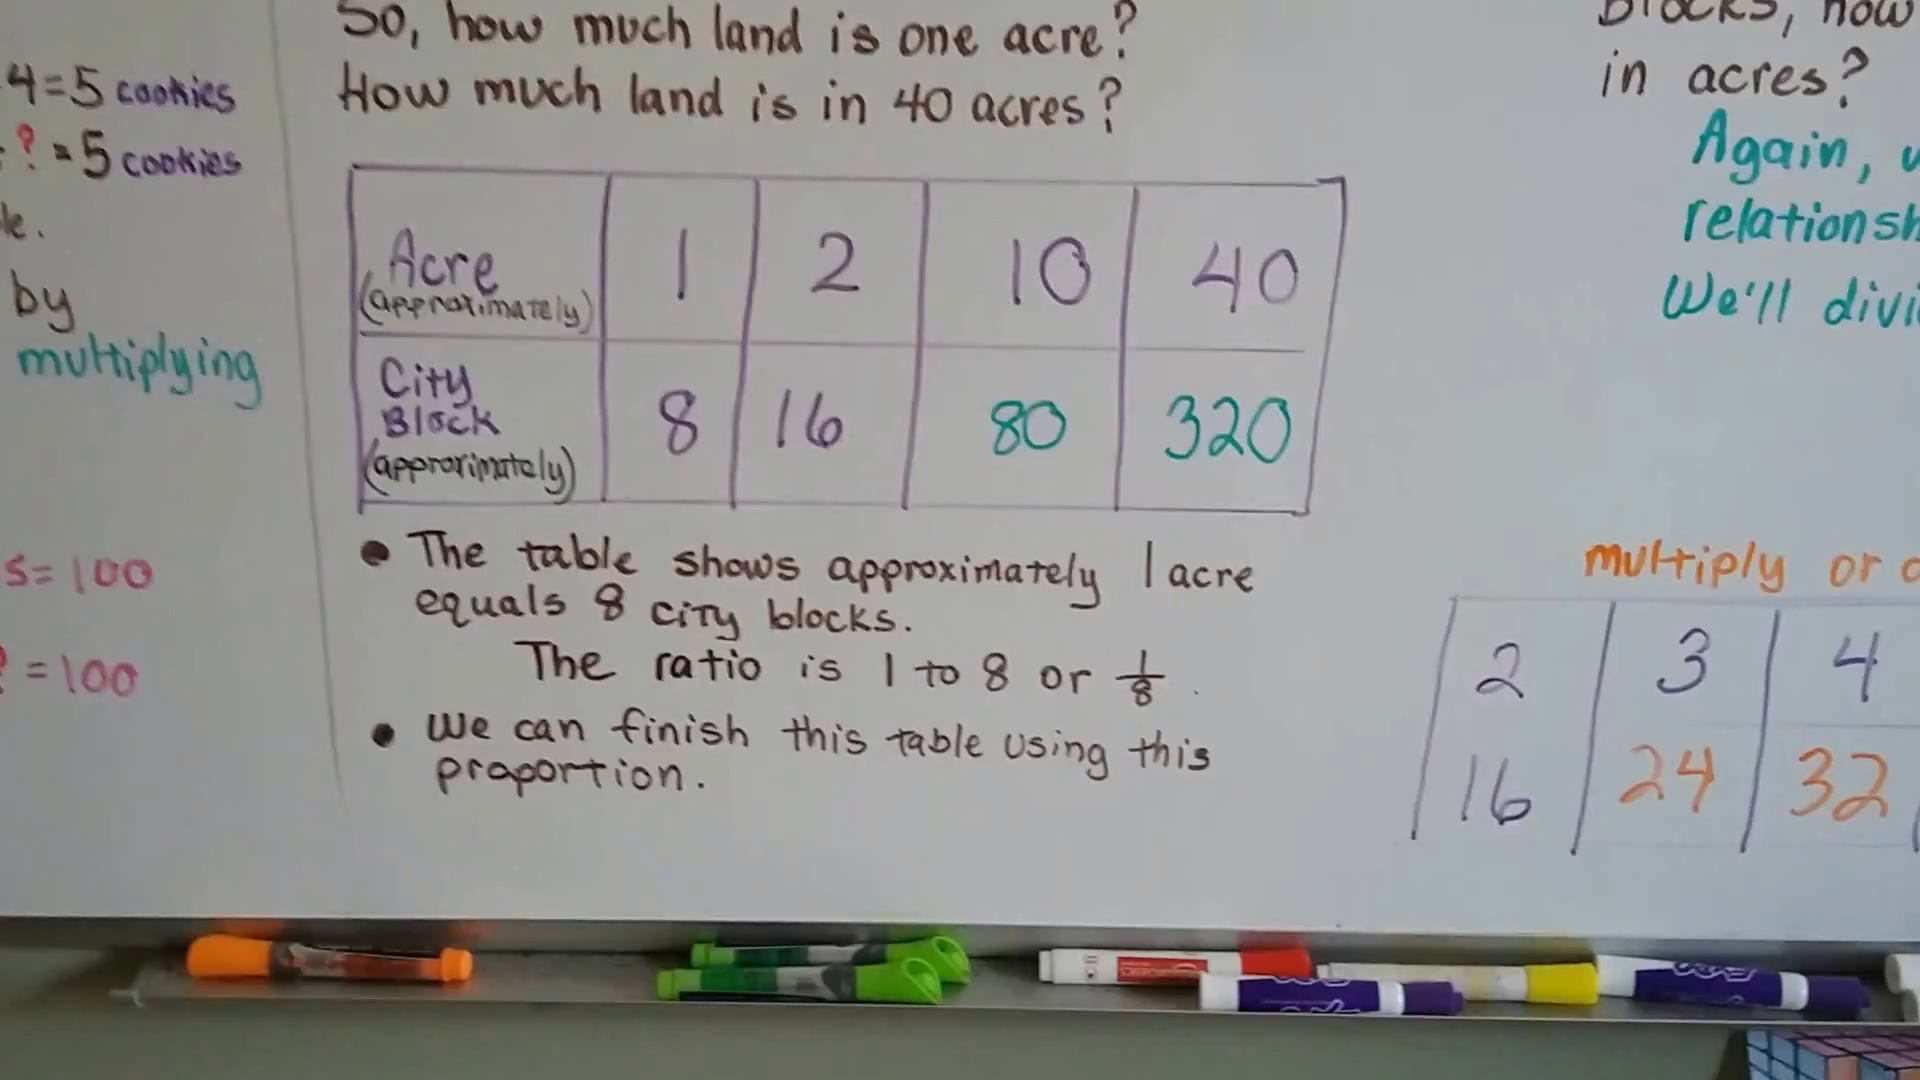 4=5 cookies
? = 5 cookies
by
multiplying
= 100
= 100
So, how much land is one acre?
How much land is in 40 acres?
Acre 1 2 10 40
(approximately)
City
Block 8 16 80 320
(approximately)
• The table shows approximately 1 acre
equals 8 city blocks.
The ratio is 1 to 8 or 1/8.
• We can finish this table using this
proportion.
in acres?
Again,
We'll
multiply or
2 3 4
16 24 32